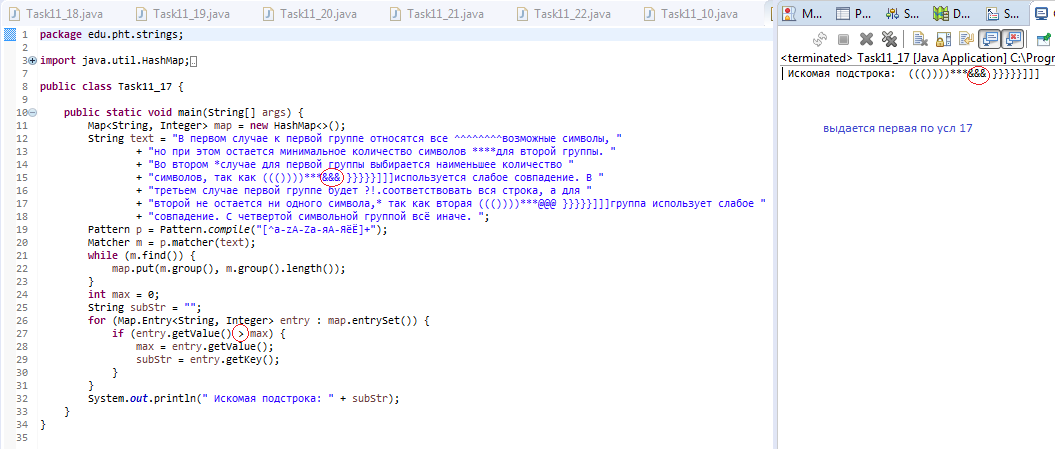 Task11_18.java Task11_19.java Task11_20.java Task11_21.java Task11_22.java Task11_10.java
1 package edu.pht.strings;
2
3 import java.util.HashMap;
7
8 public class Task11_17 {
9
10 public static void main(String[] args) {
11 Map<String, Integer> map = new HashMap<>();
12 String text = "В первом случае к первой группе относятся все ^^^^^^^^возможные символы, "
13 + "но при этом остается минимальное количество символов ****для второй группы. "
14 + "Во втором *случае для первой группы выбирается наименьшее количество "
15 + "символов, так как ((())))***&&& }}}}}]]]используется слабое совпадение. В "
16 + "третьем случае первой группе будет ?!.соответствовать вся строка, а для "
17 + "второй не остается ни одного символа,* так как вторая ((())))***@@@ }}}}}]]]группа использует слабое "
18 + "совпадение. С четвертой символьной группой всё иначе. ";
19 Pattern p = Pattern.compile("[^a-zA-Zа-яА-ЯёЁ]+");
20 Matcher m = p.matcher(text);
21 while (m.find()) {
22 map.put(m.group(), m.group().length());
23 }
24 int max = 0;
25 String subStr = "";
26 for (Map.Entry<String, Integer> entry : map.entrySet()) {
27 if (entry.getValue() > max) {
28 max = entry.getValue();
29 subStr = entry.getKey();
30 }
31 }
32 System.out.println(" Искомая подстрока: " + subStr);
33 }
34 }
35
M... P... S... D... S...
<terminated> Task11_17 [Java Application] C:\Progr
Искомая подстрока: ((())))***&&& }}}}}]]]
выдается первая по усл 17